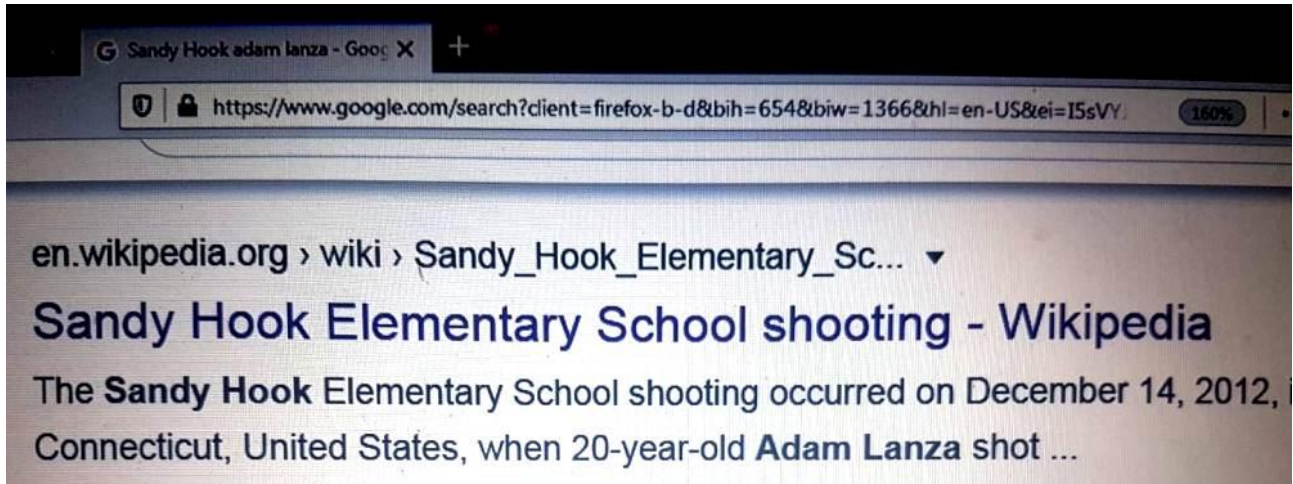 G Sandy Hook adam lanza - Goog X +
https://www.google.com/search?client=firefox-b-d&bih=654&biw=1366&hl=en-US&ei=I5sVY 160%
en.wikipedia.org › wiki › Sandy_Hook_Elementary_Sc...
Sandy Hook Elementary School shooting - Wikipedia
The Sandy Hook Elementary School shooting occurred on December 14, 2012,
Connecticut, United States, when 20-year-old Adam Lanza shot ...